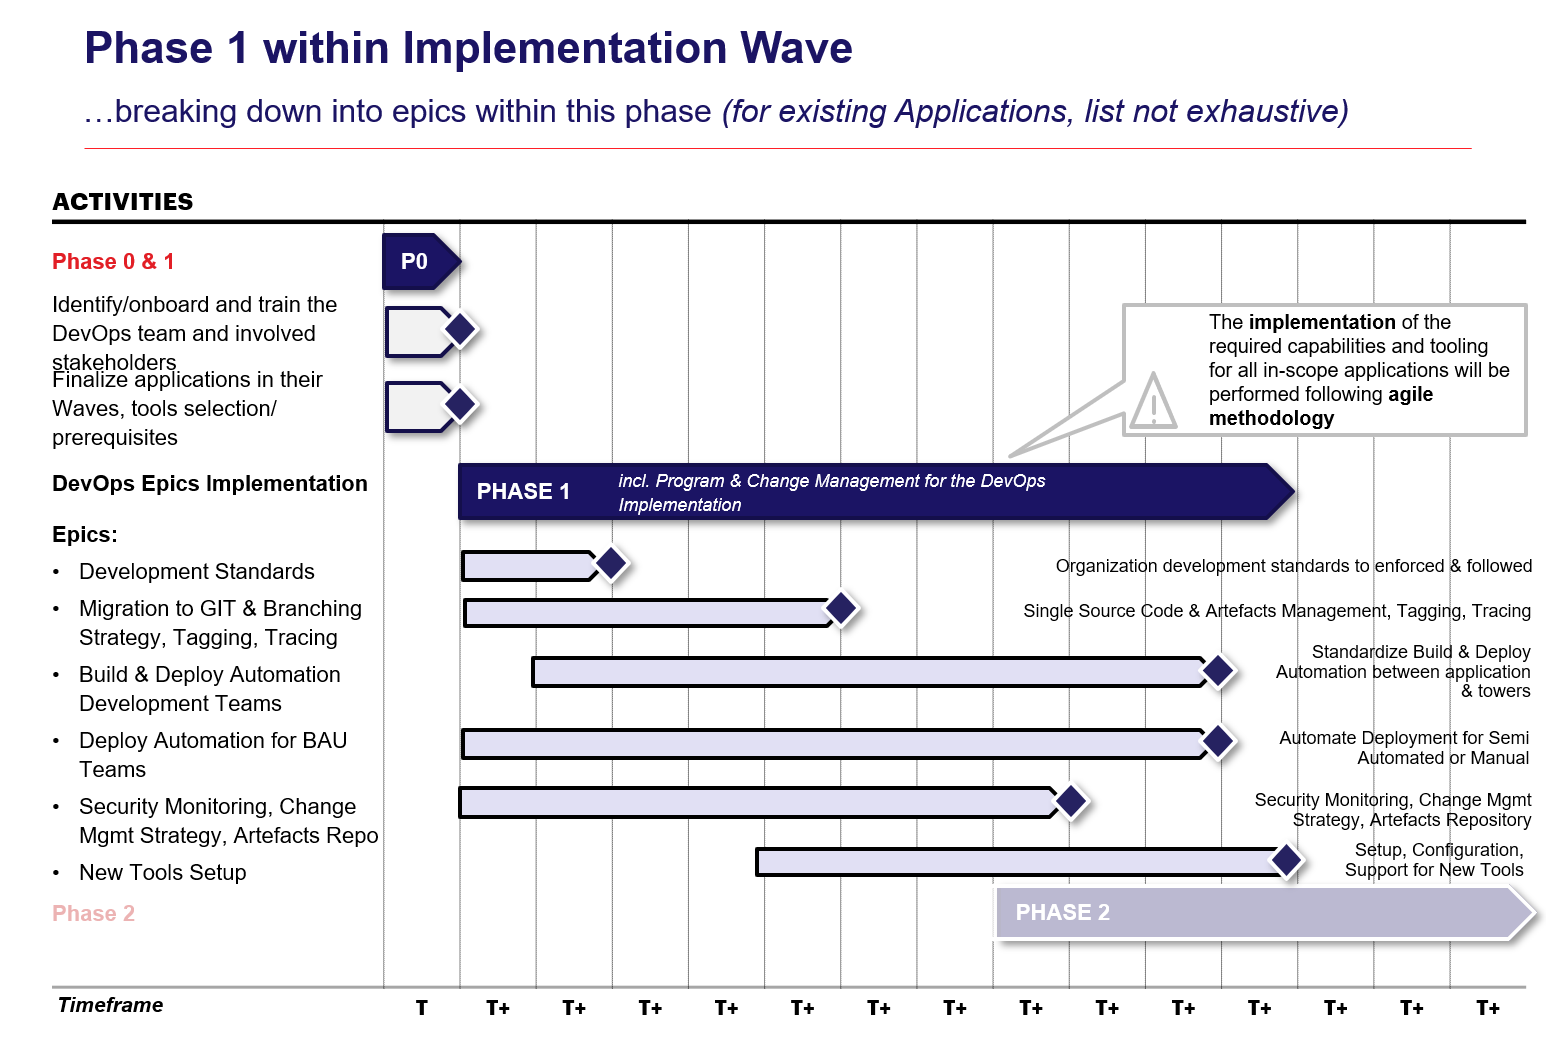 Phase 1 within Implementation Wave
…breaking down into epics within this phase (for existing Applications, list not exhaustive)
ACTIVITIES
Phase 0 & 1
P0
Identify/onboard and train the
DevOps team and involved
stakeholders
Finalize applications in their
Waves, tools selection/
prerequisites
The implementation of the
required capabilities and tooling
for all in-scope applications will be
performed following agile
methodology
DevOps Epics Implementation
PHASE 1
incl. Program & Change Management for the DevOps
Implementation
Epics:
• Development Standards
Organization development standards to enforced & followed
• Migration to GIT & Branching
Strategy, Tagging, Tracing
Single Source Code & Artefacts Management, Tagging, Tracing
• Build & Deploy Automation
Development Teams
Standardize Build & Deploy
Automation between application
& towers
• Deploy Automation for BAU
Teams
Automate Deployment for Semi
Automated or Manual
• Security Monitoring, Change
Mgmt Strategy, Artefacts Repo
Security Monitoring, Change Mgmt
Strategy, Artefacts Repository
• New Tools Setup
Setup, Configuration,
Support for New Tools
Phase 2
PHASE 2
Timeframe
T T+ T+ T+ T+ T+ T+ T+ T+ T+ T+ T+ T+ T+ T+